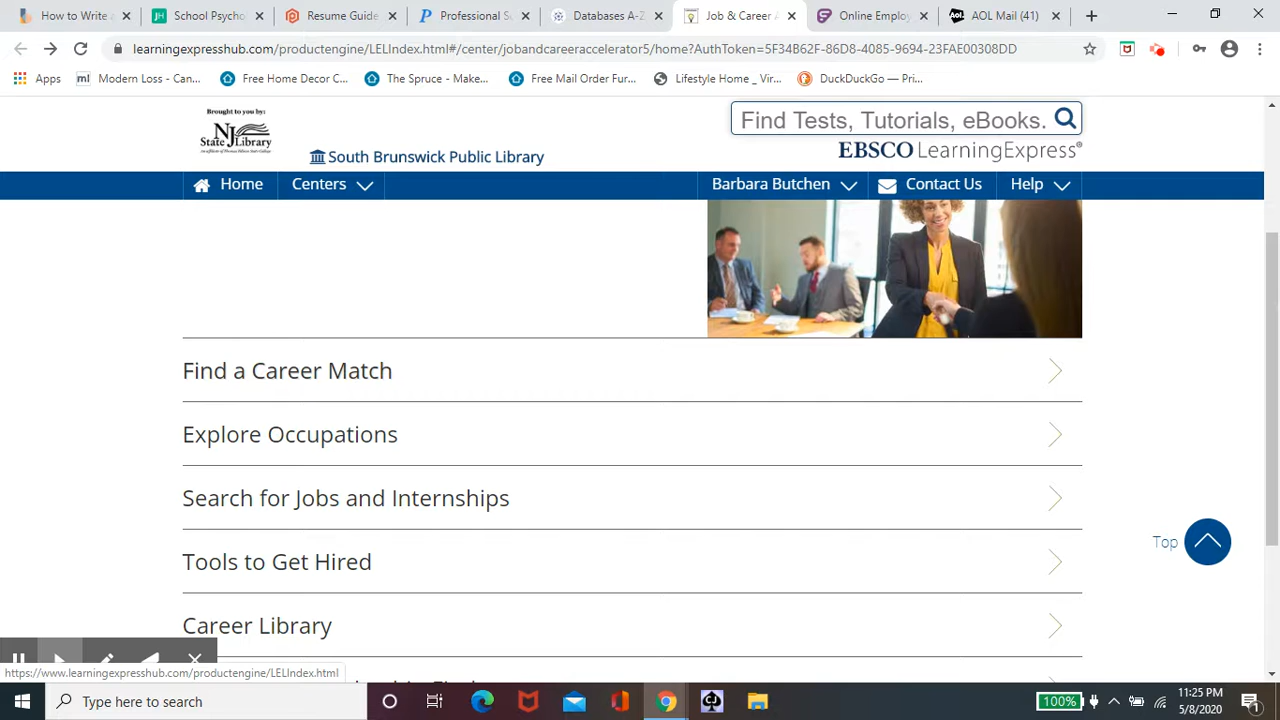 How to Write a
School Psycho
Resume Guide
Professional Su
Databases A-Z
Job & Career A
Online Employ
AOL Mail (41)
learningexpresshub.com/productengine/LELIndex.html#/center/jobandcareeraccelerator5/home?AuthToken=5F34B62F-86D8-4085-9694-23FAE00308DD
Apps
Modern Loss - Can...
Free Home Decor C...
The Spruce - Make...
Free Mail Order Fur...
Lifestyle Home _ Vir...
DuckDuckGo — Pri...
Brought to you by:
NJ State Library
South Brunswick Public Library
Find Tests, Tutorials, eBooks.
EBSCO LearningExpress®
Home
Centers
Barbara Butchen
Contact Us
Help
Find a Career Match
Explore Occupations
Search for Jobs and Internships
Tools to Get Hired
Top
Career Library
https://www.learningexpresshub.com/productengine/LELIndex.html
Type here to search
100%
11:25 PM
5/8/2020
1